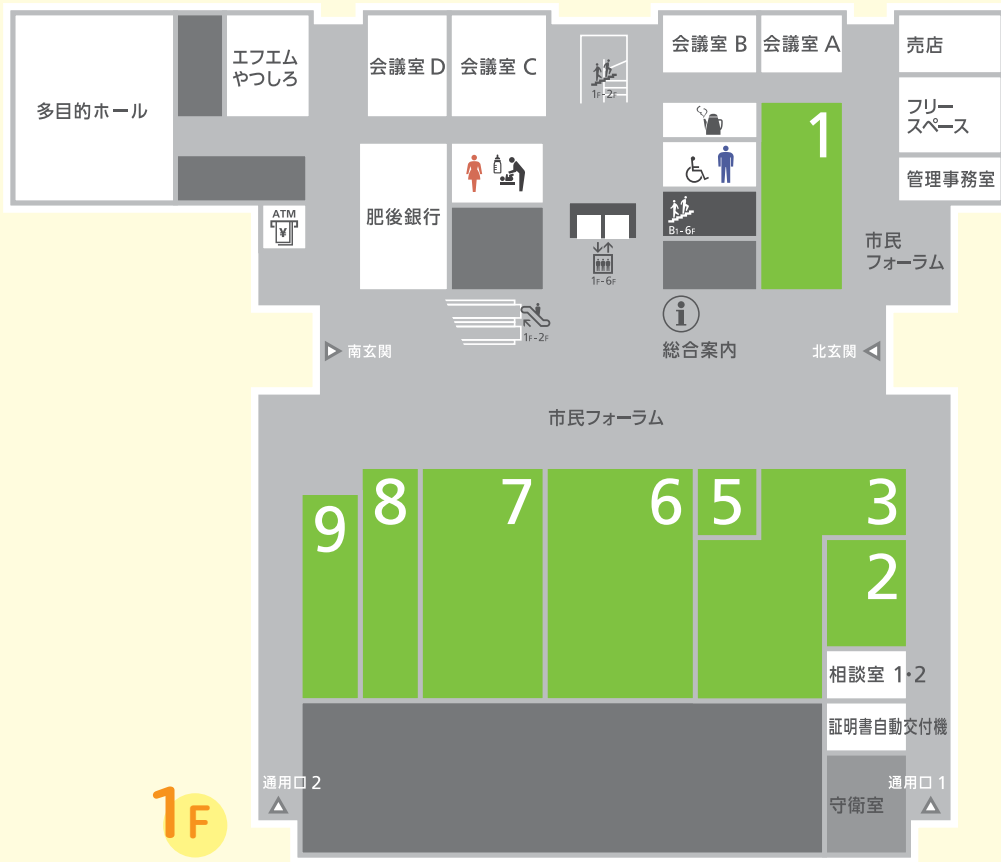 多目的ホール
エフエム
やつしろ
会議室 D
会議室 C
1F-2F
会議室 B
会議室 A
売店
フリー
スペース
管理事務室
1
肥後銀行
ATM
¥
B1-6F
1F-6F
市民
フォーラム
1F-2F
総合案内
南玄関
北玄関
市民フォーラム
9
8
7
6
5
3
2
相談室 1・2
証明書自動交付機
守衛室
通用口 2
通用口 1
1F